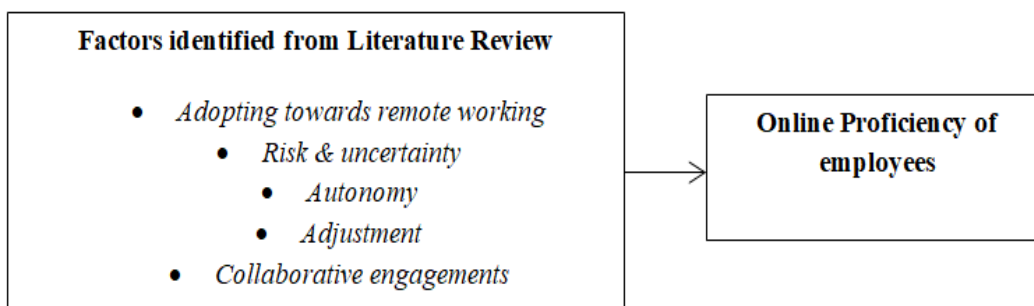 Factors identified from Literature Review
• Adopting towards remote working
• Risk & uncertainty
• Autonomy
• Adjustment
• Collaborative engagements
Online Proficiency of
employees